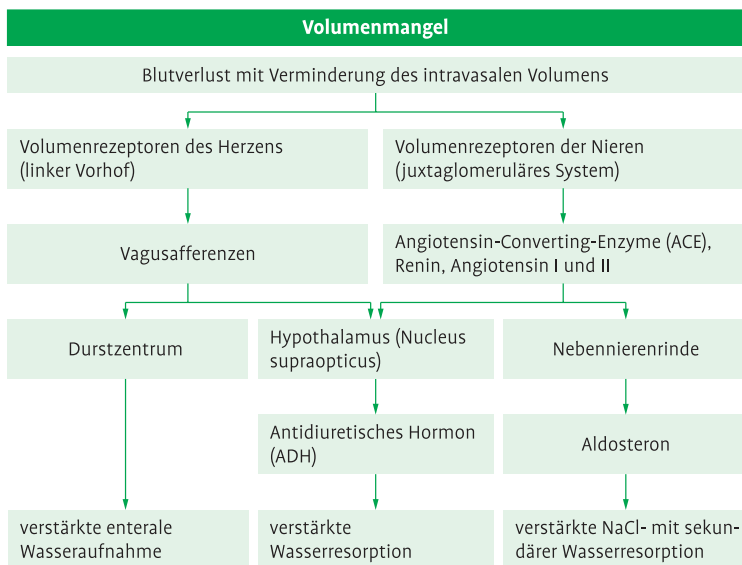 Volumenmangel
Blutverlust mit Verminderung des intravasalen Volumens
Volumenrezeptoren des Herzens
(linker Vorhof)
Volumenrezeptoren der Nieren
(juxtaglomeruläres System)
Vagusafferenzen
Angiotensin-Converting-Enzyme (ACE),
Renin, Angiotensin I und II
Durstzentrum
Hypothalamus (Nucleus
supraopticus)
Nebennierenrinde
Antidiuretisches Hormon
(ADH)
Aldosteron
verstärkte enterale
Wasseraufnahme
verstärkte
Wasserresorption
verstärkte NaCl- mit sekun-
därer Wasserresorption